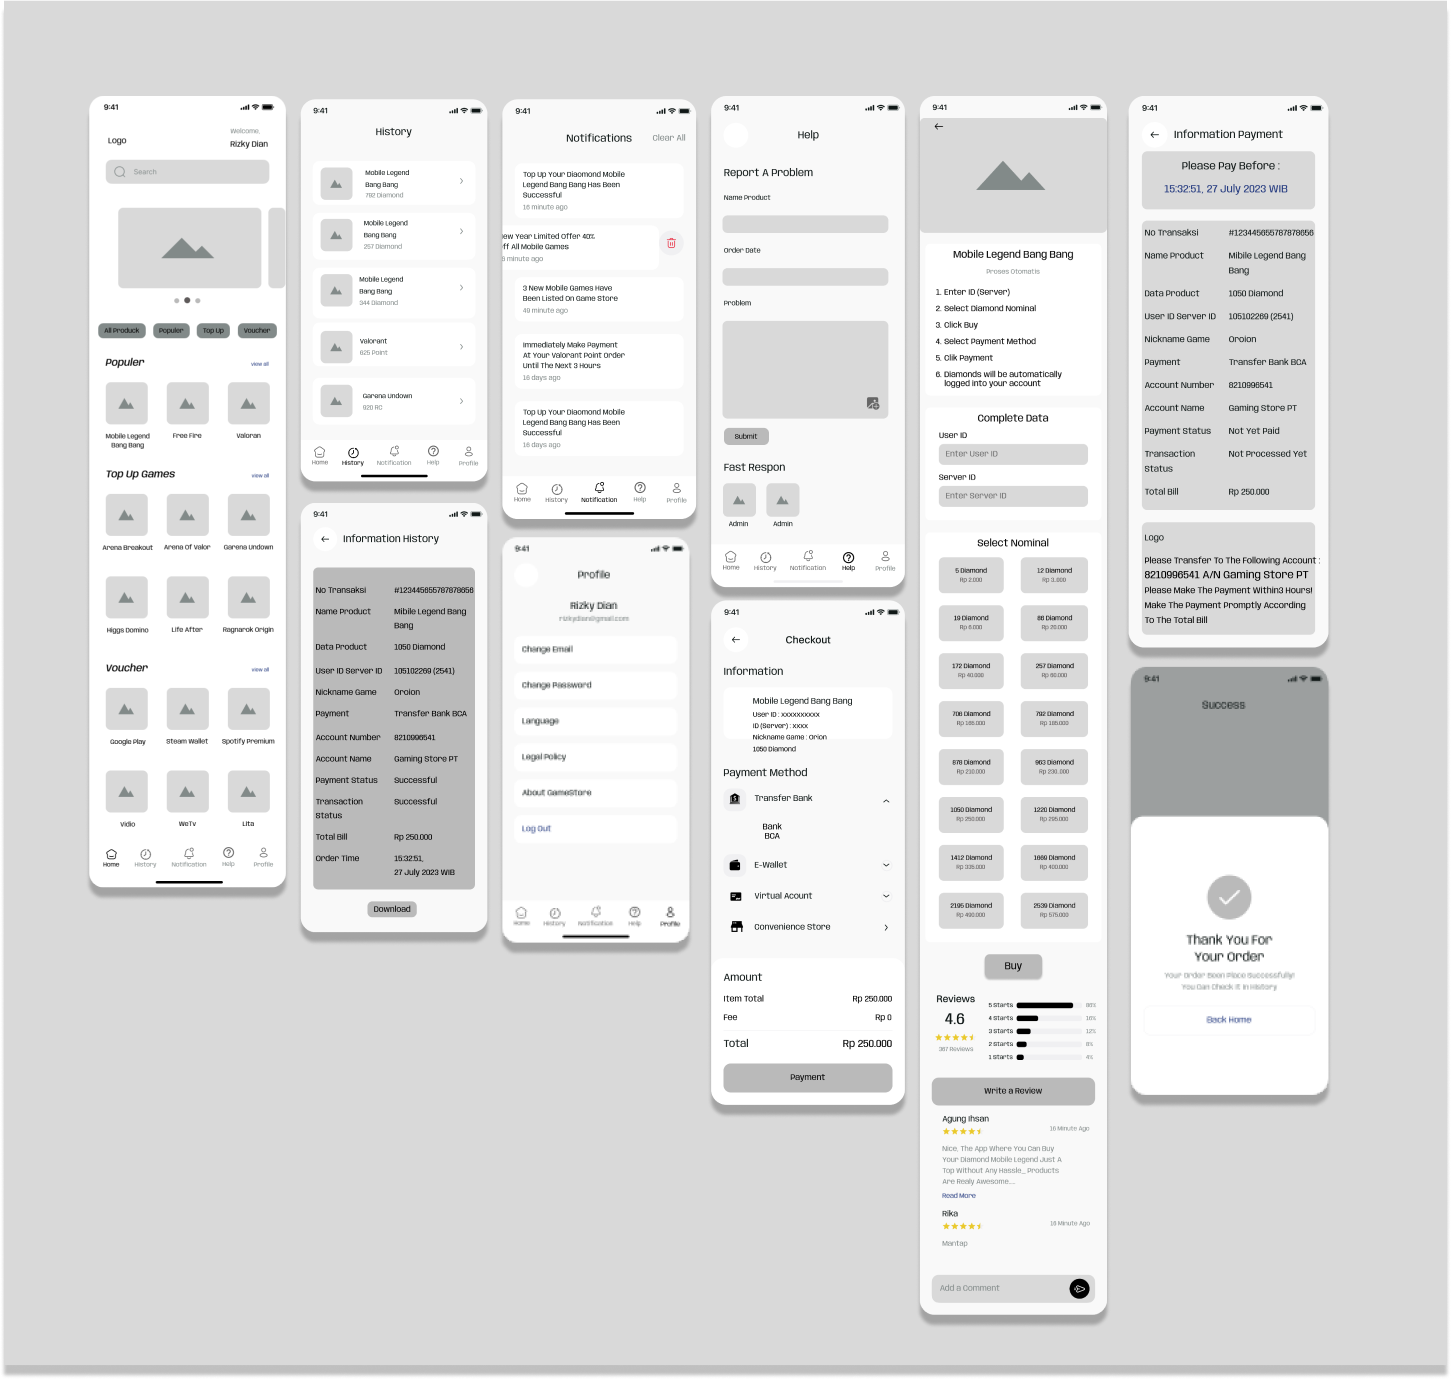 9:41
Logo
Welcome,
Rizky Dian
Search
All Produck Populer Top Up Voucher
Populer view all
Mobile Legend
Bang Bang
Free Fire
Valoran
Top Up Games
Arena Breakout Arena Of Valor Garena Undown
Higgs Domino Life After Ragnarok Origin
Voucher view all
Google Play Steam Wallet Spotify Premium
Vidio WeTv Lita
Home History Notification Help Profile
9:41
History
Mobile Legend
Bang Bang
792 Diamond
Mobile Legend
Bang Bang
257 Diamond
Mobile Legend
Bang Bang
344 Diamond
Valorant
625 Point
Garena Undown
920 RC
Home History Notification Help Profile
9:41
Information History
No Transaksi #123445655787878656
Name Product Mibile Legend Bang
Bang
Data Product 1050 Diamond
User ID Server ID 105102269 (2541)
Nickname Game Oroion
Payment Transfer Bank BCA
Account Number 8210996541
Account Name Gaming Store PT
Payment Status Successful
Transaction Successful
Status
Total Bill Rp 250.000
Order Time 15:32:51,
27 July 2023 WIB
Download
9:41
Notifications Clear All
Top Up Your Diaomond Mobile
Legend Bang Bang Has Been
Successful
16 minute ago
ew Year Limited Offer 40%
ff All Mobile Games
minute ago
3 New Mobile Games Have
Been Listed On Game Store
49 minute ago
Immediately Make Payment
At Your Valorant Point Order
Until The Next 3 Hours
16 days ago
Top Up Your Diaomond Mobile
Legend Bang Bang Has Been
Successful
16 days ago
Home History Notification Help Profile
9:41
Profile
Rizky Dian
rizkydian@gmail.com
Change Email
Change Password
Language
Legal Policy
About GameStore
Log Out
Home History Notification Help Profile
9:41
Help
Report A Problem
Name Product
Order Date
Problem
Submit
Fast Respon
Admin Admin
Home History Notification Help Profile
9:41
Checkout
Information
Mobile Legend Bang Bang
User ID : xxxxxxxxxx
ID (Server) : xxxx
Nickname Game : Orion
1050 Diamond
Payment Method
Transfer Bank
Bank
BCA
E-Wallet
Virtual Acount
Convenience Store
Amount
Item Total Rp 250.000
Fee Rp 0
Total Rp 250.000
Payment
9:41
Mobile Legend Bang Bang
Proses Otomatis
1. Enter ID (Server)
2. Select Diamond Nominal
3. Click Buy
4. Select Payment Method
5. Clik Payment
6. Diamonds will be automatically
logged into your account
Complete Data
User ID
Enter User ID
Server ID
Enter Server ID
Select Nominal
5 Diamond 12 Diamond
Rp 2.000 Rp 3..000
19 Diamond 68 Diamond
Rp 6.000 Rp 20.000
172 Diamond 257 Diamond
Rp 40.000 Rp 60.000
706 Diamond 792 Diamond
Rp 165.000 Rp 185.000
878 Diamond 963 Diamond
Rp 210.000 Rp 230..000
1050 Diamond 1220 Diamond
Rp 250.000 Rp 295.000
1412 Diamond 1669 Diamond
Rp 335.000 Rp 400.000
2195 Diamond 2539 Diamond
Rp 490.000 Rp 575.000
Buy
Reviews
4.6
367 Reviews
5 Starts 86%
4 Starts 16%
3 Starts 12%
2 Starts 8%
1 Starts 4%
Write a Review
Agung Ihsan
16 Minute Ago
Nice, The App Where You Can Buy
Your Diamond Mobile Legend Just A
Top Without Any Hassle,, Products
Are Realy Awesome....
Read More
Rika
18 Minute Ago
Mantap
Add a Comment
9:41
Information Payment
Please Pay Before :
15:32:51, 27 July 2023 WIB
No Transaksi #123445655787878656
Name Product Mibile Legend Bang
Bang
Data Product 1050 Diamond
User ID Server ID 105102269 (2541)
Nickname Game Oroion
Payment Transfer Bank BCA
Account Number 8210996541
Account Name Gaming Store PT
Payment Status Not Yet Paid
Transaction Not Processed Yet
Status
Total Bill Rp 250.000
Logo
Please Transfer To The Following Account :
8210996541 A/N Gaming Store PT
Please Make The Payment Within3 Hours!
Make The Payment Promptly According
To The Total Bill
9:41
Success
Thank You For
Your Order
Your Order Been Place Successfully!
You Can Check It In History
Back Home